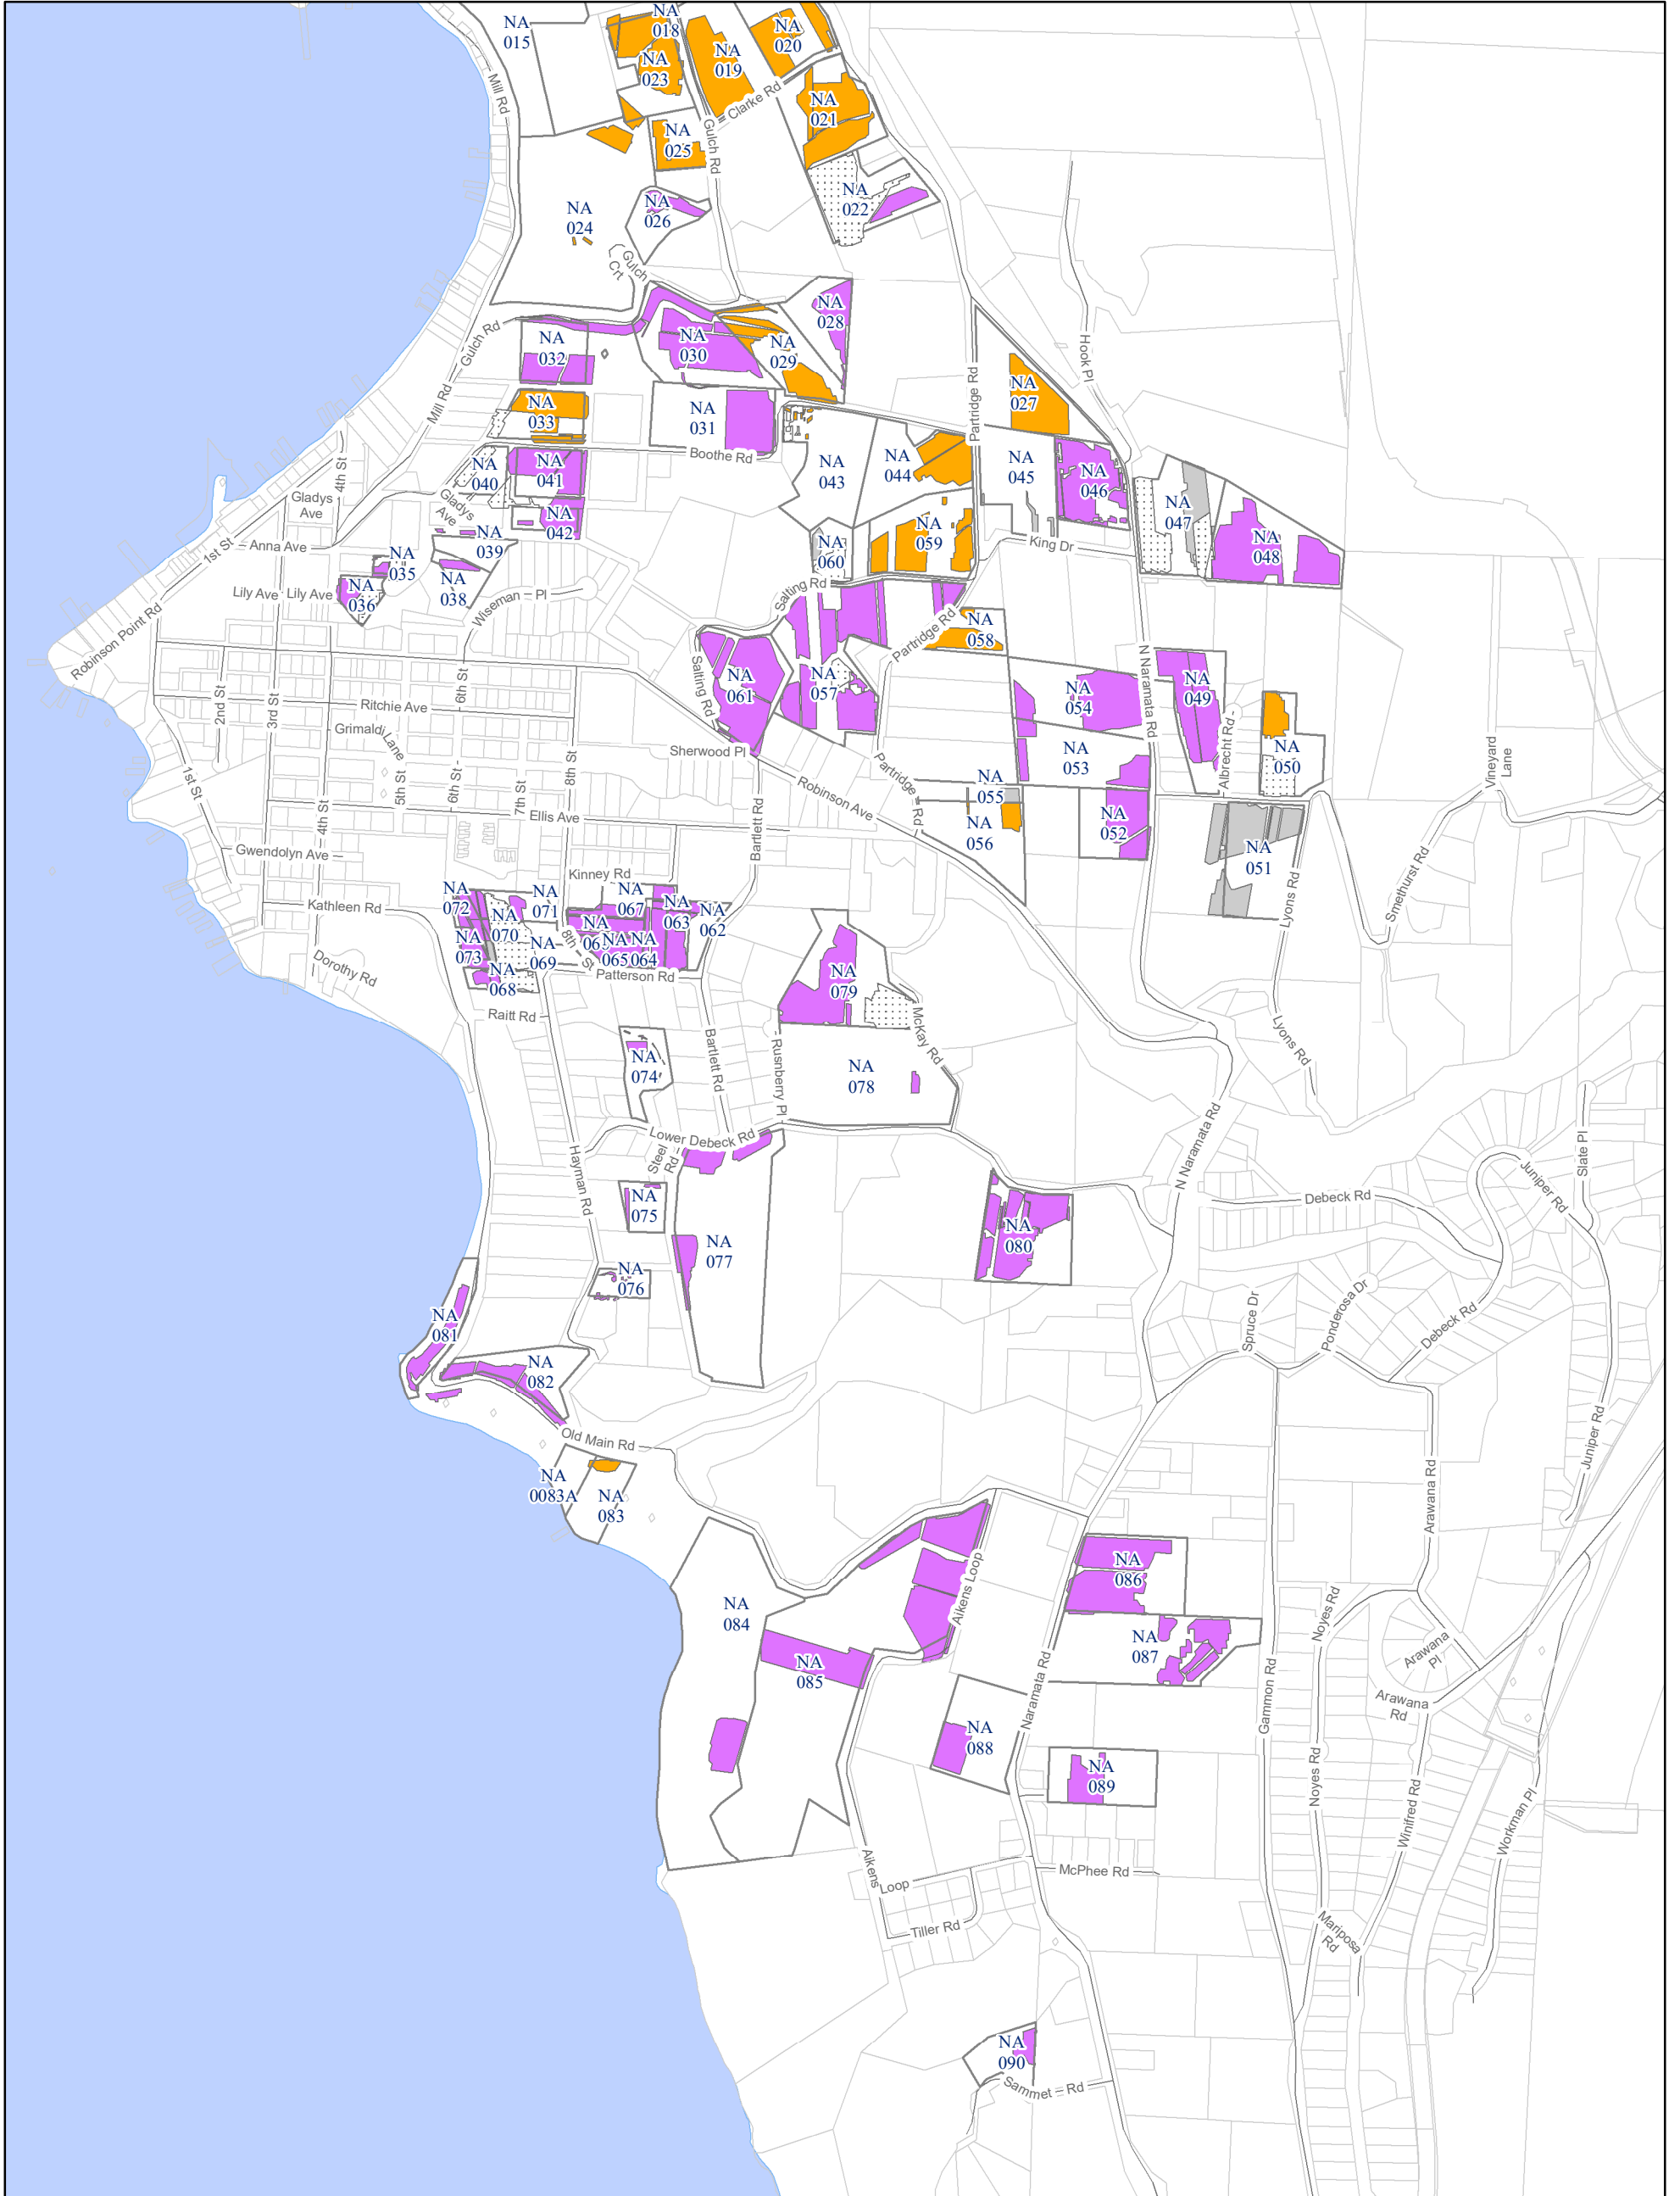 NA
015
NA
018
NA
019
NA
020
NA
023
NA
021
NA
025
NA
022
NA
026
NA
024
Mill Rd
Gulch Rd
Clarke Rd
Gulch
Crt
NA
028
NA
032
NA
030
NA
029
NA
027
Gulch Rd
Mill Rd
Partridge Rd
Hook Pl
NA
033
NA
031
Boothe Rd
NA
043
NA
044
NA
045
NA
046
NA
047
NA
048
NA
040
NA
041
NA
042
Gladys
Ave
4th St
Gladys
Ave
NA
039
NA
038
NA
035
NA
036
Anna Ave
1st St
Lily Ave
Lily Ave
Robinson Point Rd
Wiseman Pl
NA
060
NA
059
King Dr
Salting Rd
Partridge Rd
NA
058
NA
061
NA
057
Salting Rd
NA
054
NA
053
N Naramata Rd
NA
049
Albrecht Rd
NA
050
Vineyard
Lane
2nd St
3rd St
Ritchie Ave
Grimaldi
Lane
6th St
Sherwood Pl
1st St
5th St
6th St
7th St
8th St
4th St
Ellis Ave
Bartlett Rd
Robinson Ave
Partridge Rd
NA
055
NA
056
NA
052
NA
051
Lyons Rd
Smethurst Rd
Gwendolyn Ave
Kathleen Rd
Kinney Rd
NA
072
NA
071
NA
070
NA
067
NA
063
NA
062
NA
NA
065
NA
064
NA
073
NA
069
NA
068
8th St
Patterson Rd
Dorothy Rd
Raitt Rd
NA
079
McKay Rd
NA
074
Bartlett Rd
NA
078
Lyons Rd
Lower Debeck Rd
Steel
Rd
Hayman Rd
N Naramata Rd
Slate Pl
Juniper Rd
Debeck Rd
NA
075
NA
077
NA
080
NA
076
NA
081
NA
082
Spruce Dr
Ponderosa Dr
Debeck Rd
Juniper Rd
Old Main Rd
NA
0083A
NA
083
Arawana Rd
NA
084
NA
085
Aikens Loop
NA
086
NA
087
Naramata Rd
Gammon Rd
Noyes Rd
Arawana
Pl
Arawana
Rd
NA
088
NA
089
Noyes Rd
Winifred Rd
Workman Pl
Aikens
Loop
McPhee Rd
Tiller Rd
Mariposa
Rd
NA
090
Sammet Rd